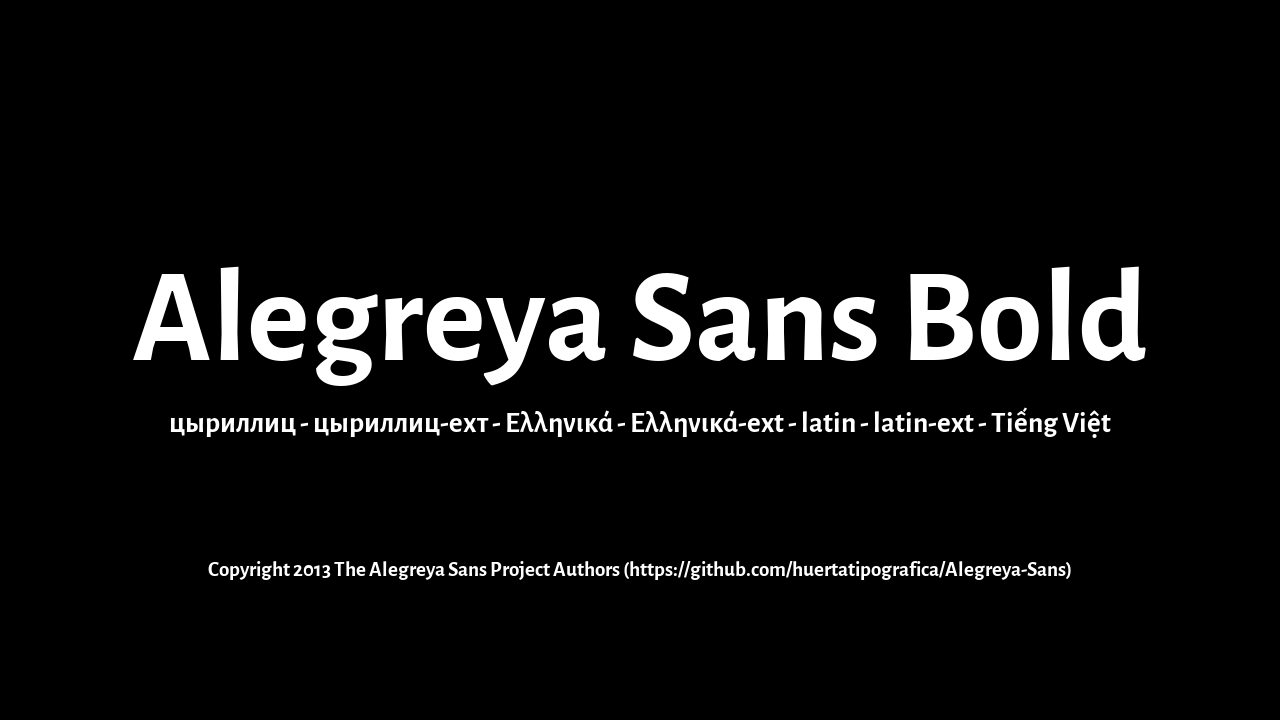 Alegreya Sans Bold
цыриллиц - цыриллиц-ехт - Ελληνικά - Ελληνικά-ext - latin - latin-ext - Tiếng Việt
Copyright 2013 The Alegreya Sans Project Authors (https://github.com/huertatipografica/Alegreya-Sans)